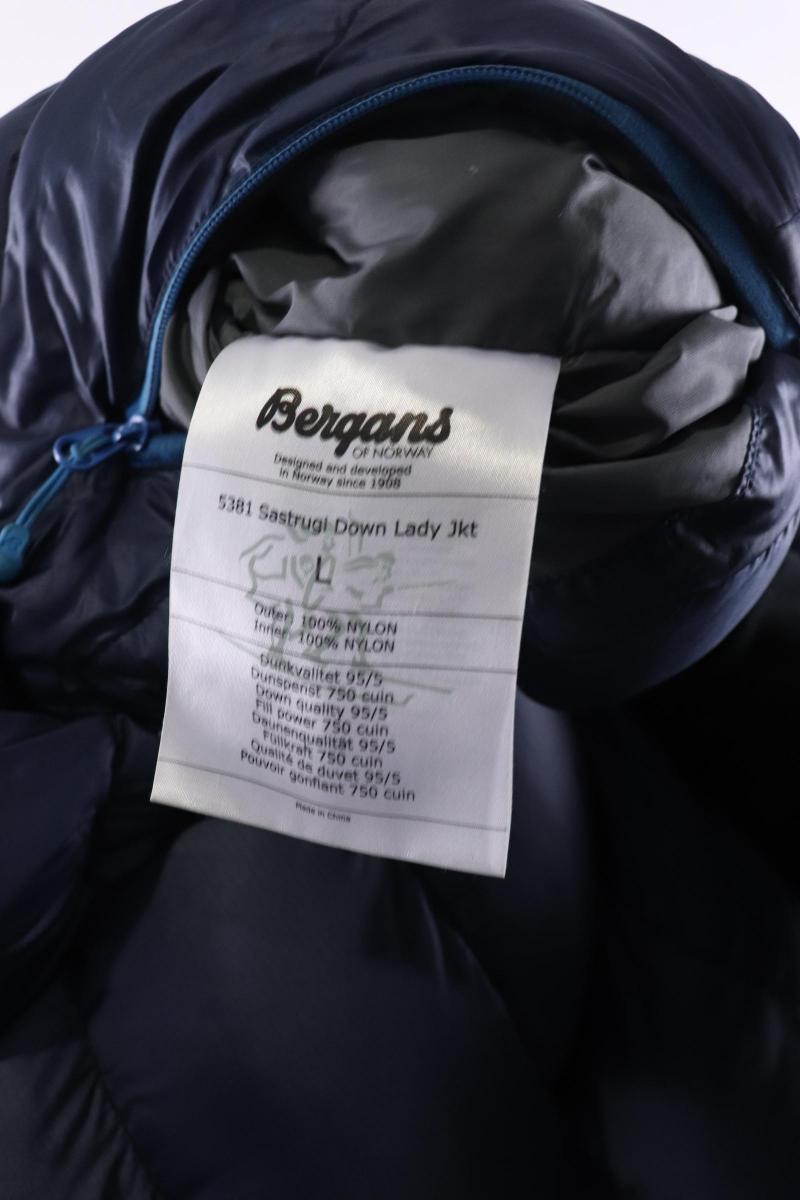 Bergans
OF NORWAY
Designed and developed
in Norway since 1908
5381 Sastrugi Down Lady Jkt
L
Outer: 100% NYLON
Inner: 100% NYLON
Dunkvalitet 95/5
Dunspenst 750 cuin
Down quality 95/5
Fill power 750 cuin
Daunenqualität 95/5
Füllkraft 750 cuin
Qualité de duvet 95/5
Pouvoir gonflant 750 cuin
Made in China